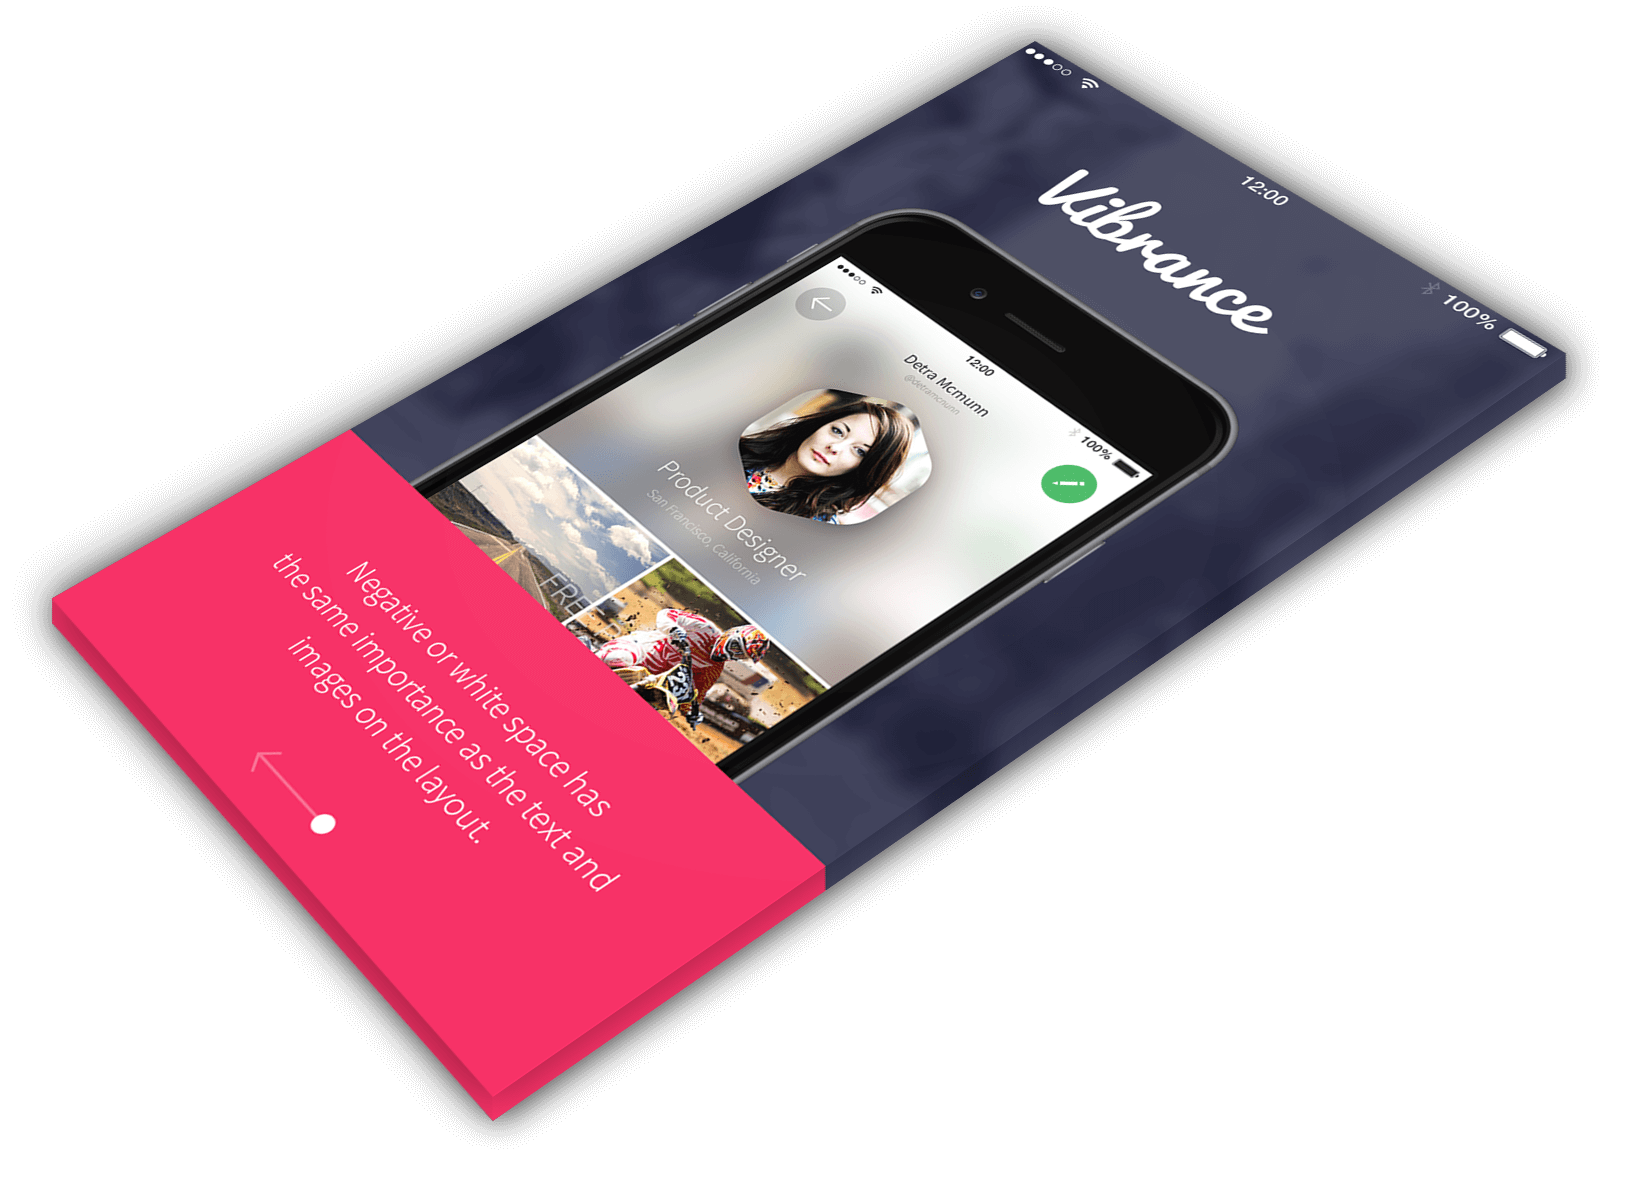 12:00
100%
Vibrance
12:00
100%
Detra Mcmunn
@detramcmunn
Product Designer
San Francisco, California
FRE
Negative or white space has
the same importance as the text and
images on the layout.